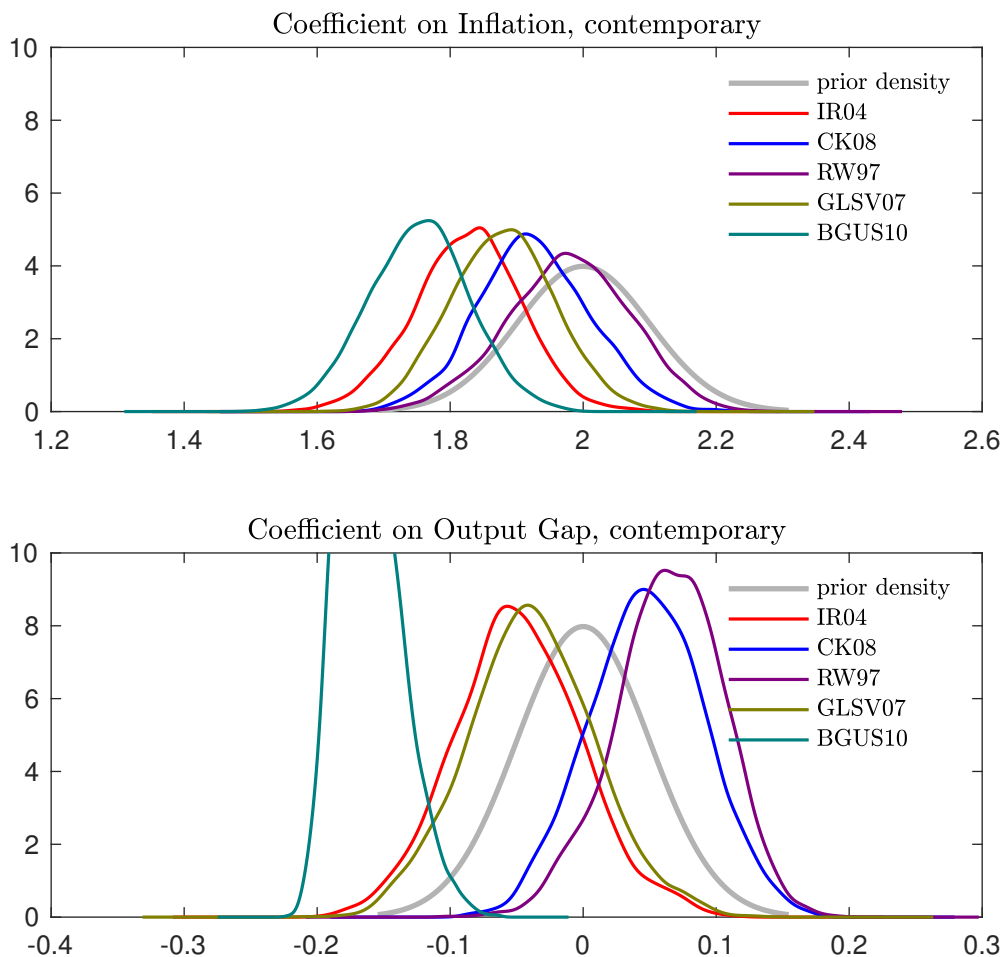 Coefficient on Inflation, contemporary
10
8
6
4
2
0
prior density
IR04
CK08
RW97
GLSV07
BGUS10
1.2 1.4 1.6 1.8 2 2.2 2.4 2.6
Coefficient on Output Gap, contemporary
10
8
6
4
2
0
prior density
IR04
CK08
RW97
GLSV07
BGUS10
-0.4 -0.3 -0.2 -0.1 0 0.1 0.2 0.3